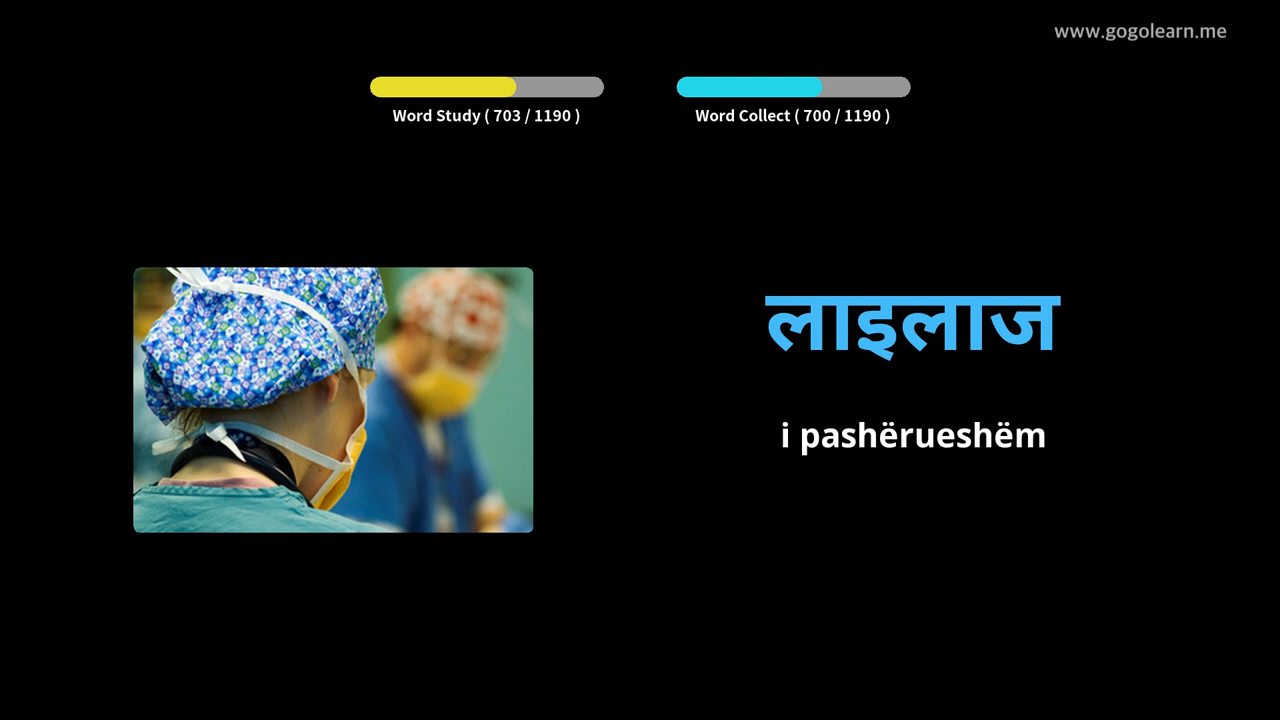 www.gogolearn.me
Word Study ( 703 / 1190 )
Word Collect ( 700 / 1190 )
लाइलाज
i pashërueshëm